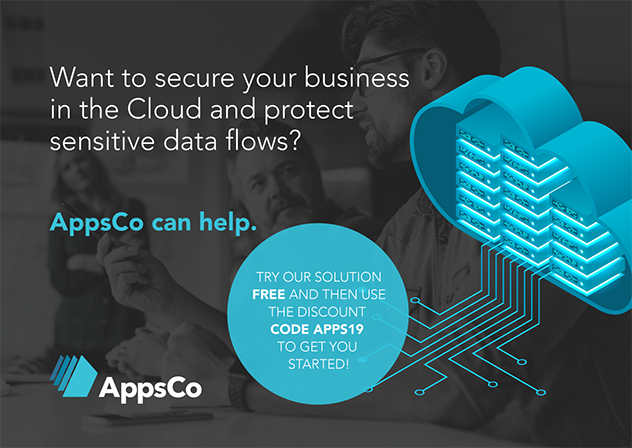 Want to secure your business
in the Cloud and protect
sensitive data flows?
AppsCo can help.
TRY OUR SOLUTION
FREE AND THEN USE
THE DISCOUNT
CODE APPS19
TO GET YOU
STARTED!
AppsCo